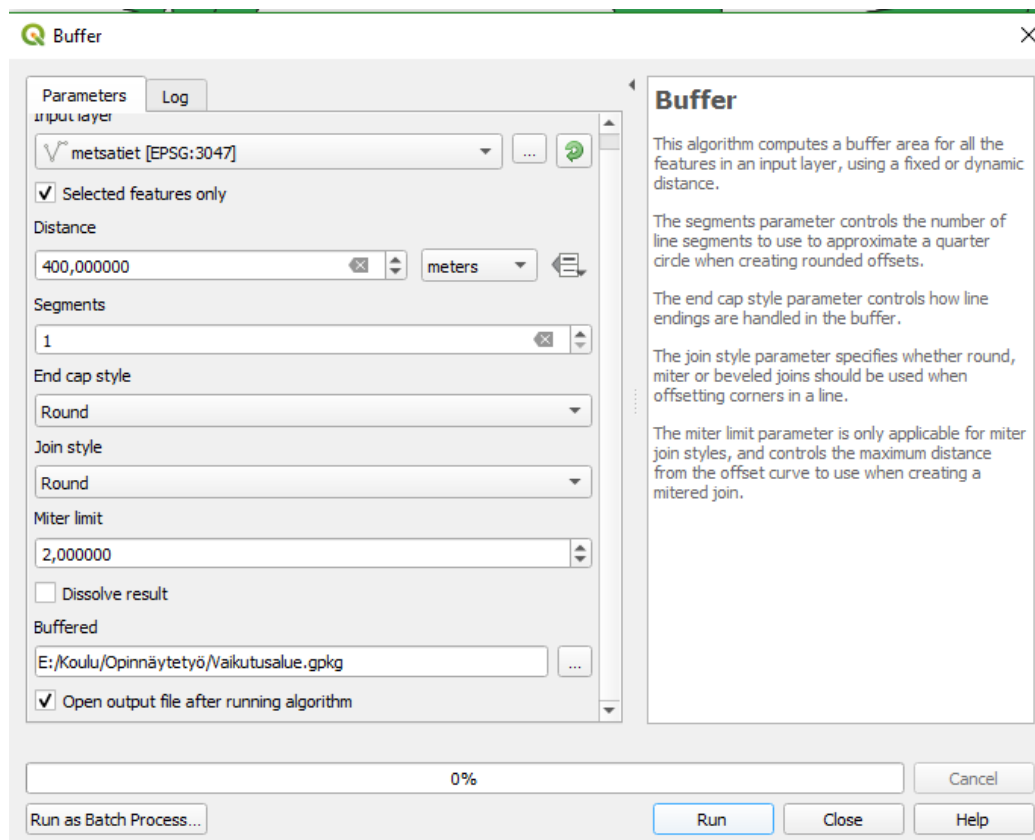 Buffer
Parameters
Log
Input layer
metsatiet [EPSG:3047]
...
Selected features only
Distance
400,000000
meters
Segments
1
End cap style
Round
Join style
Round
Miter limit
2,000000
Dissolve result
Buffered
E:/Koulu/Opinnäytetyö/Vaikutusalue.gpkg
...
Open output file after running algorithm
Buffer
This algorithm computes a buffer area for all the
features in an input layer, using a fixed or dynamic
distance.
The segments parameter controls the number of
line segments to use to approximate a quarter
circle when creating rounded offsets.
The end cap style parameter controls how line
endings are handled in the buffer.
The join style parameter specifies whether round,
miter or beveled joins should be used when
offsetting corners in a line.
The miter limit parameter is only applicable for miter
join styles, and controls the maximum distance
from the offset curve to use when creating a
mitered join.
0%
Cancel
Run as Batch Process...
Run
Close
Help